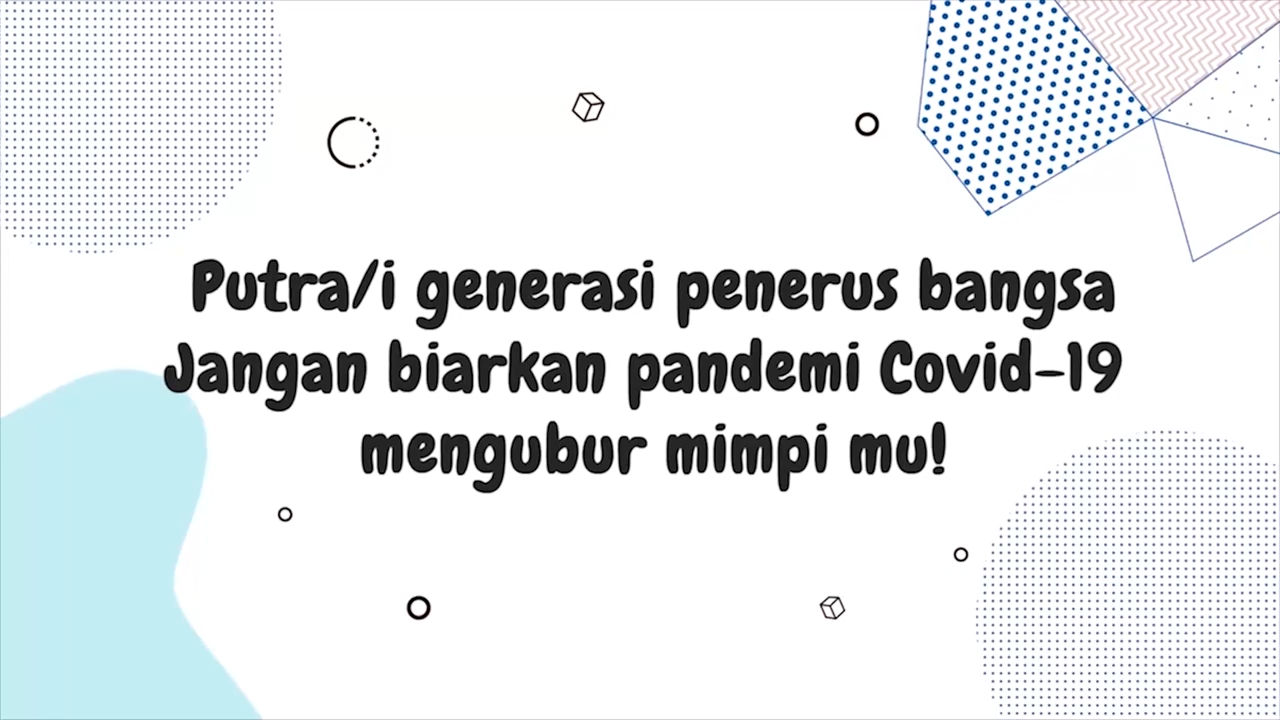 Putra/i generasi penerus bangsa
Jangan biarkan pandemi Covid-19
mengubur mimpi mu!